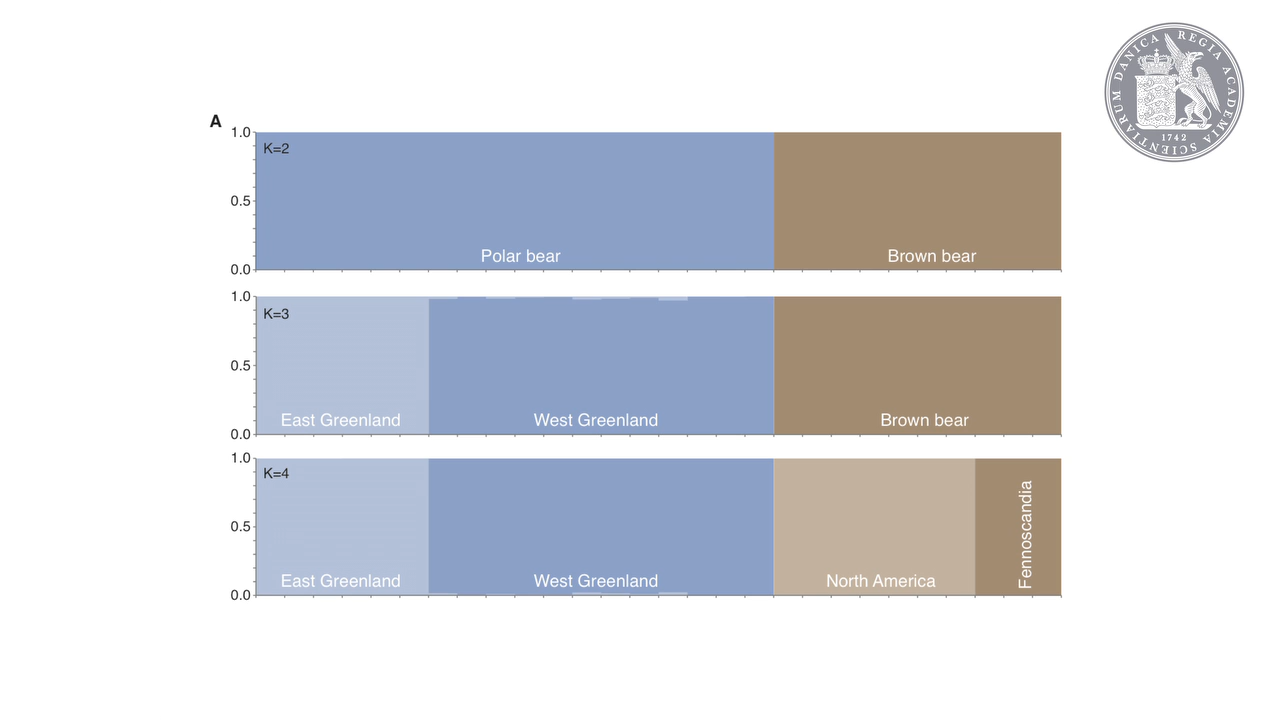 REGIA ACADEMIA SCIENTIARUM DANICA
1742
A
1.0
K=2
0.5
Polar bear
Brown bear
0.0
1.0
K=3
0.5
East Greenland
West Greenland
Brown bear
0.0
1.0
K=4
0.5
East Greenland
West Greenland
North America
Fennoscandia
0.0